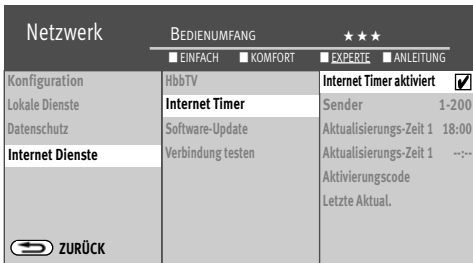 Netzwerk
BEDIENUMFANG ★★★
EINFACH KOMFORT EXPERTE ANLEITUNG
Konfiguration
Lokale Dienste
Datenschutz
Internet Dienste
HbbTV
Internet Timer
Software-Update
Verbindung testen
Internet Timer aktiviert
Sender 1-200
Aktualisierungs-Zeit 1 18:00
Aktualisierungs-Zeit 1 --:--
Aktivierungscode
Letzte Aktual.
ZURÜCK